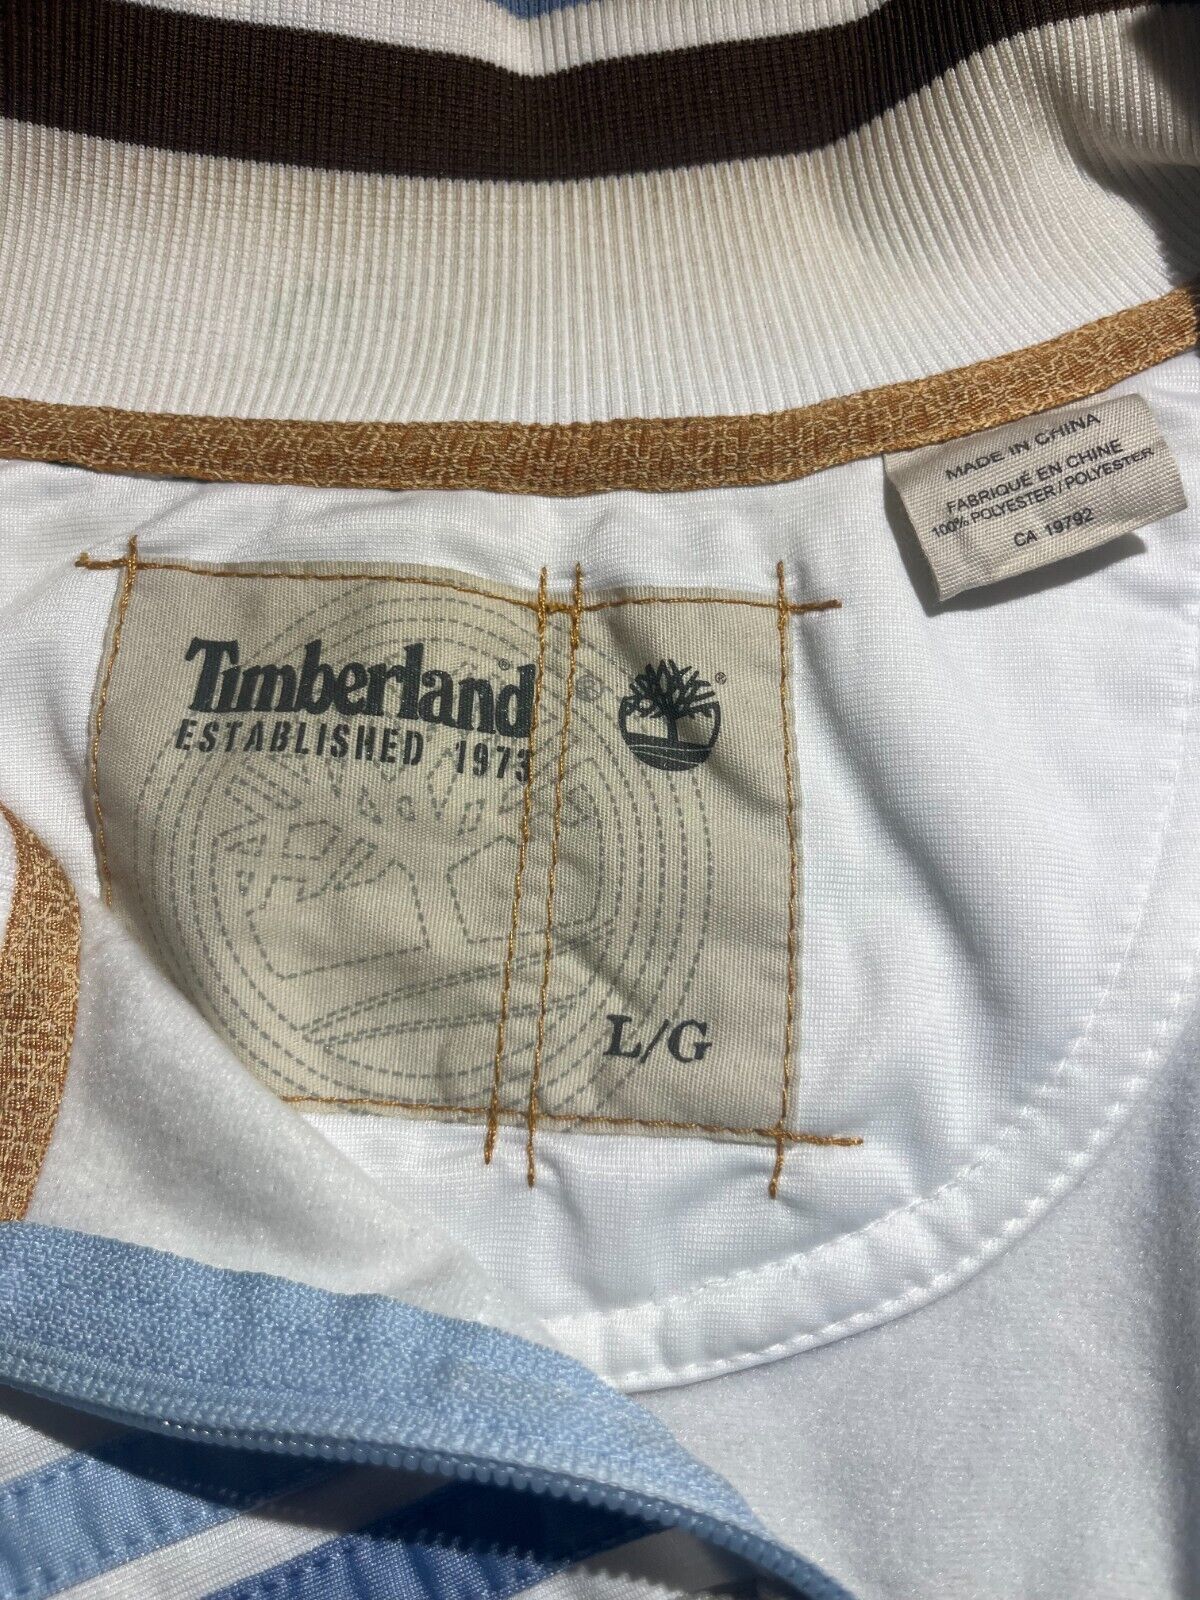 MADE IN CHINA
FABRIQUÉ EN CHINE
100% POLYESTER / POLYESTER
CA 19792
Timberland®
ESTABLISHED 1973
®
®
L/G